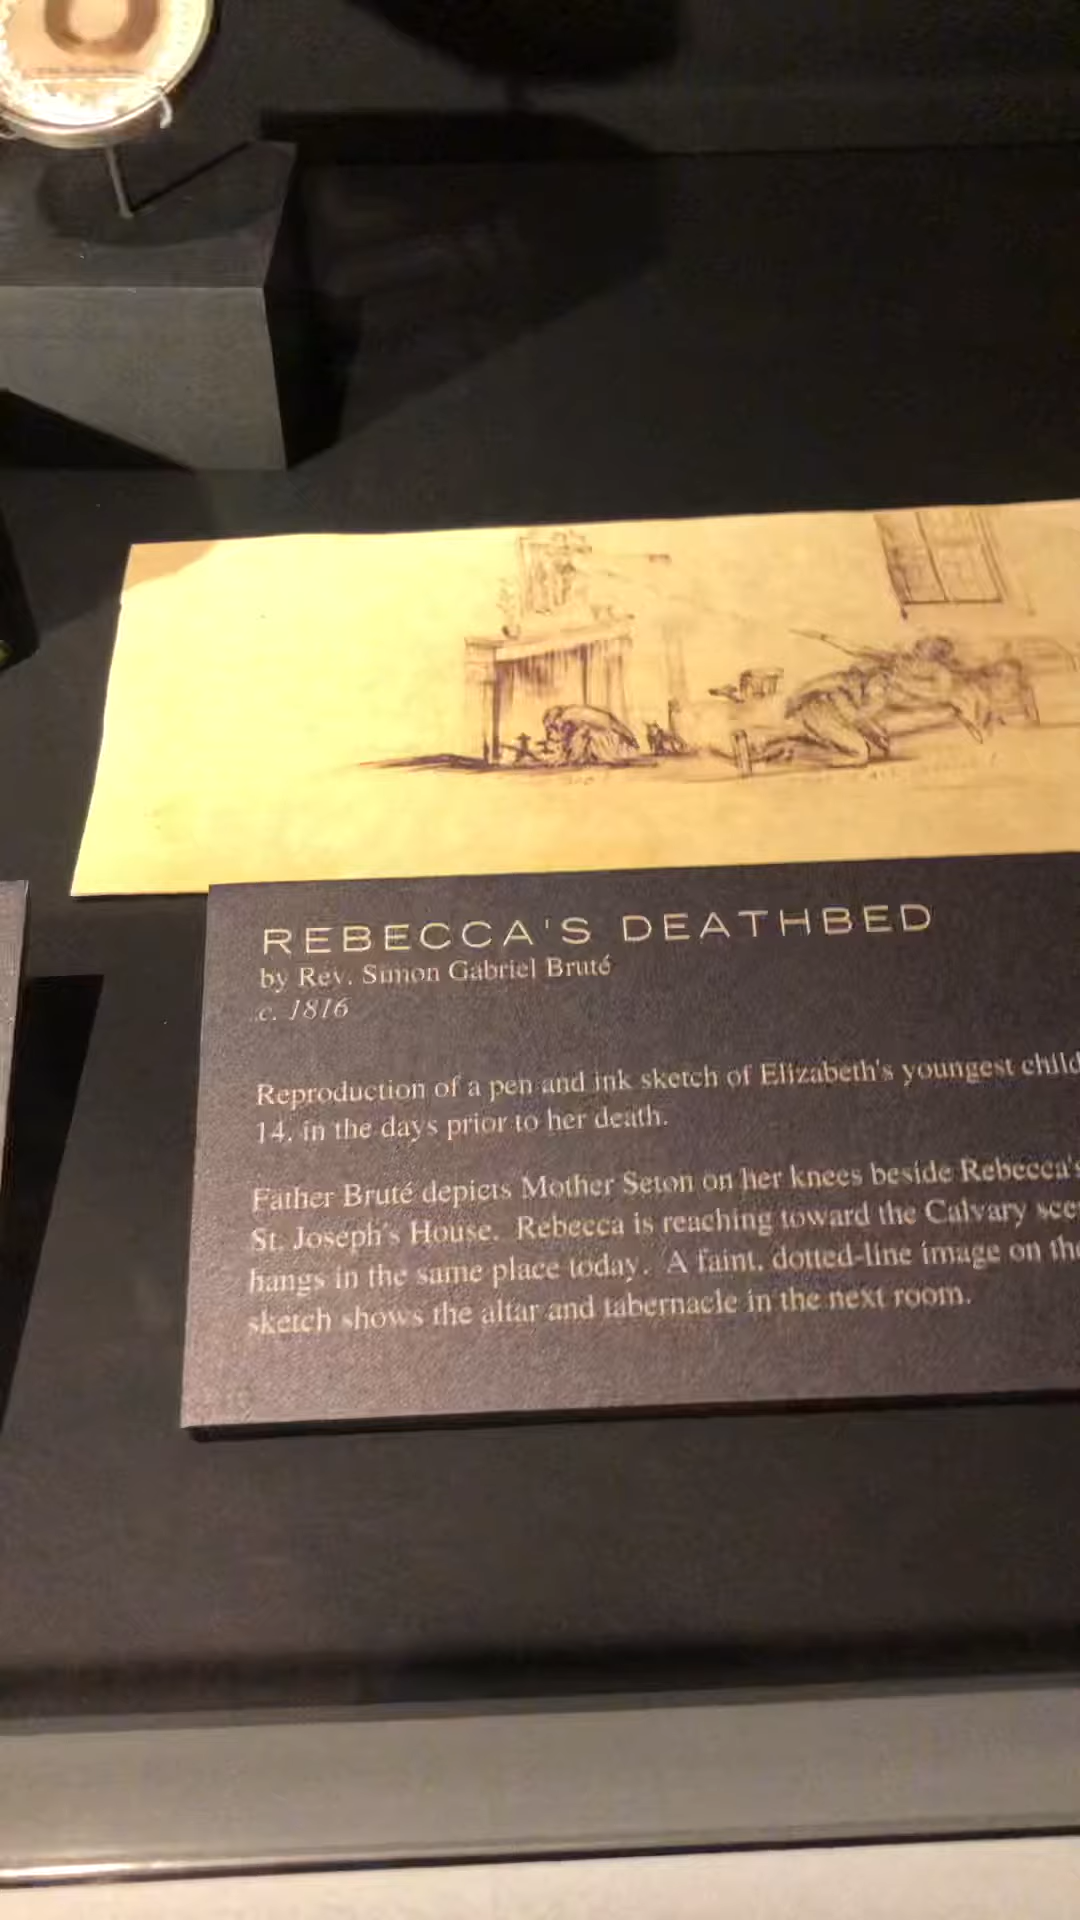 REBECCA'S DEATHBED
by Rev. Simon Gabriel Bruté
c. 1816
Reproduction of a pen and ink sketch of Elizabeth's youngest child
14, in the days prior to her death.
Father Bruté depicts Mother Seton on her knees beside Rebecca's
St. Joseph's House. Rebecca is reaching toward the Calvary
hangs in the same place today. A faint, dotted-line image on the
sketch shows the altar and tabernacle in the next room.